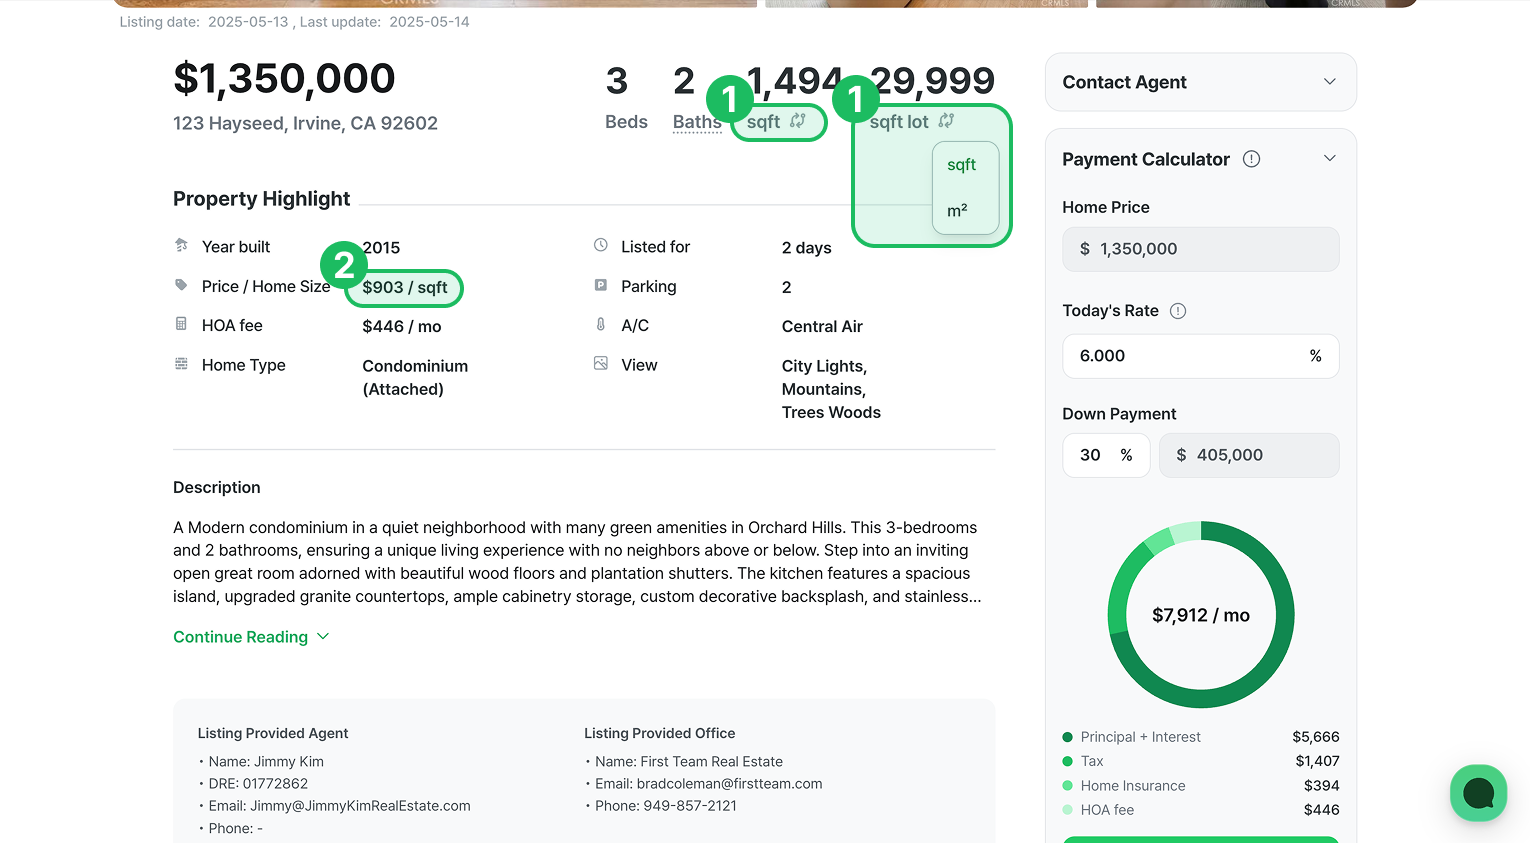 CRMLS
CRMLS
CRMLS
Listing date: 2025-05-13 , Last update: 2025-05-14
$1,350,000
123 Hayseed, Irvine, CA 92602
3
Beds
2
Baths
1
1,494
sqft
1
29,999
sqft lot
sqft
m²
Property Highlight
Year built
2015
Price / Home Size
2
$903 / sqft
HOA fee
$446 / mo
Home Type
Condominium
(Attached)
Listed for
2 days
P
Parking
2
A/C
Central Air
View
City Lights,
Mountains,
Trees Woods
Description
A Modern condominium in a quiet neighborhood with many green amenities in Orchard Hills. This 3-bedrooms
and 2 bathrooms, ensuring a unique living experience with no neighbors above or below. Step into an inviting
open great room adorned with beautiful wood floors and plantation shutters. The kitchen features a spacious
island, upgraded granite countertops, ample cabinetry storage, custom decorative backsplash, and stainless...
Continue Reading
Listing Provided Agent
• Name: Jimmy Kim
• DRE: 01772862
• Email: Jimmy@JimmyKimRealEstate.com
• Phone: -
Listing Provided Office
• Name: First Team Real Estate
• Email: bradcoleman@firstteam.com
• Phone: 949-857-2121
Contact Agent
Payment Calculator
Home Price
$ 1,350,000
Today's Rate
6.000 %
Down Payment
30 %
$ 405,000
$7,912 / mo
Principal + Interest $5,666
Tax $1,407
Home Insurance $394
HOA fee $446